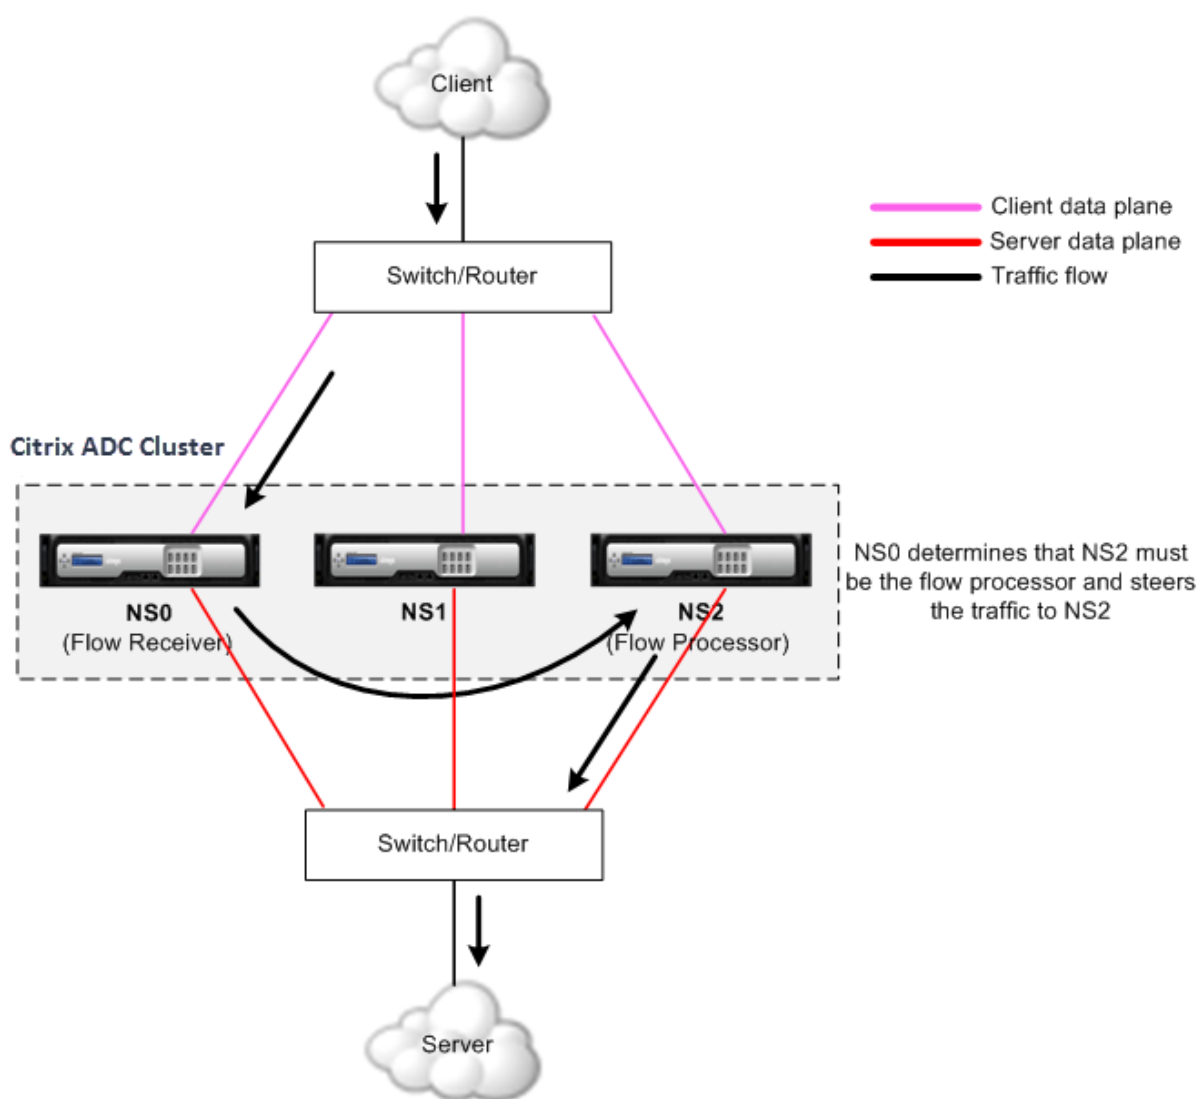 Client
Client data plane
Switch/Router
Server data plane
Traffic flow
Citrix ADC Cluster
NS0
(Flow Receiver)
NS1
NS2
(Flow Processor)
NS0 determines that NS2 must
be the flow processor and steers
the traffic to NS2
Switch/Router
Server